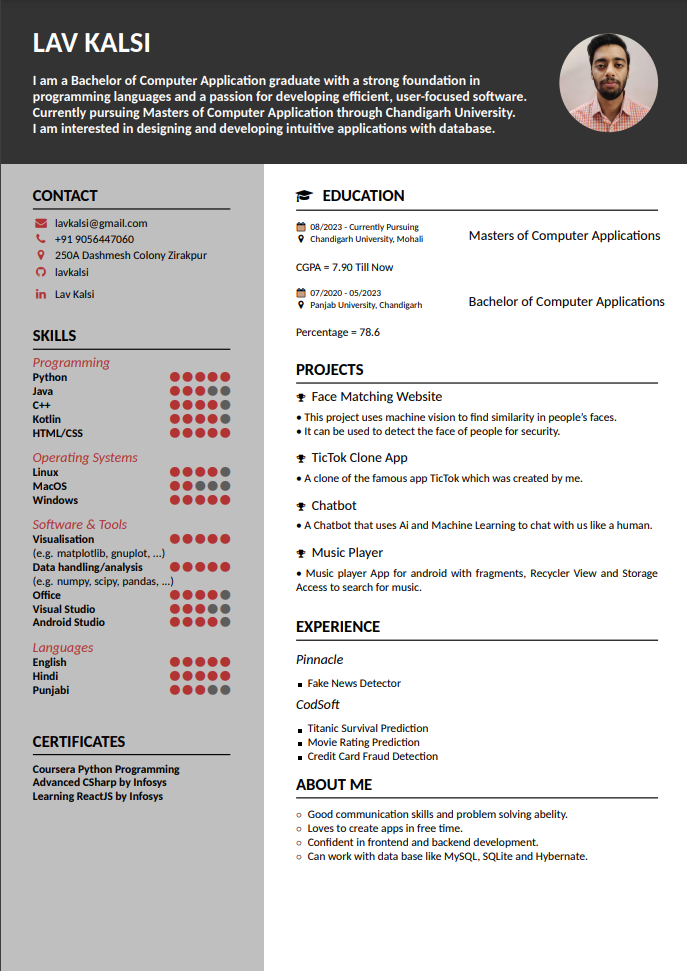 LAV KALSI
I am a Bachelor of Computer Application graduate with a strong foundation in
programming languages and a passion for developing efficient, user-focused software.
Currently pursuing Masters of Computer Application through Chandigarh University.
I am interested in designing and developing intuitive applications with database.
CONTACT
lavkalsi@gmail.com
+91 9056447060
250A Dashmesh Colony Zirakpur
lavkalsi
Lav Kalsi
SKILLS
Programming
Python
Java
C++
Kotlin
HTML/CSS
Operating Systems
Linux
MacOS
Windows
Software & Tools
Visualisation
(e.g. matplotlib, gnuplot, ...)
Data handling/analysis
(e.g. numpy, scipy, pandas, ...)
Office
Visual Studio
Android Studio
Languages
English
Hindi
Punjabi
CERTIFICATES
Coursera Python Programming
Advanced CSharp by Infosys
Learning ReactJS by Infosys
EDUCATION
08/2023 - Currently Pursuing
Chandigarh University, Mohali
Masters of Computer Applications
CGPA = 7.90 Till Now
07/2020 - 05/2023
Panjab University, Chandigarh
Bachelor of Computer Applications
Percentage = 78.6
PROJECTS
Face Matching Website
• This project uses machine vision to find similarity in people's faces.
• It can be used to detect the face of people for security.
TicTok Clone App
• A clone of the famous app TicTok which was created by me.
Chatbot
• A Chatbot that uses Ai and Machine Learning to chat with us like a human.
Music Player
• Music player App for android with fragments, Recycler View and Storage
Access to search for music.
EXPERIENCE
Pinnacle
▪ Fake News Detector
CodSoft
▪ Titanic Survival Prediction
▪ Movie Rating Prediction
▪ Credit Card Fraud Detection
ABOUT ME
○ Good communication skills and problem solving abelity.
○ Loves to create apps in free time.
○ Confident in frontend and backend development.
○ Can work with data base like MySQL, SQLite and Hybernate.